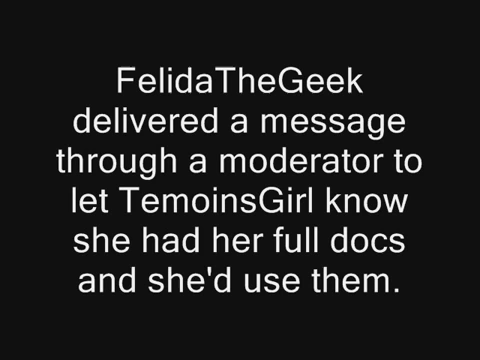 FelidaTheGeek
delivered a message
through a moderator to
let TemoinsGirl know
she had her full docs
and she'd use them.